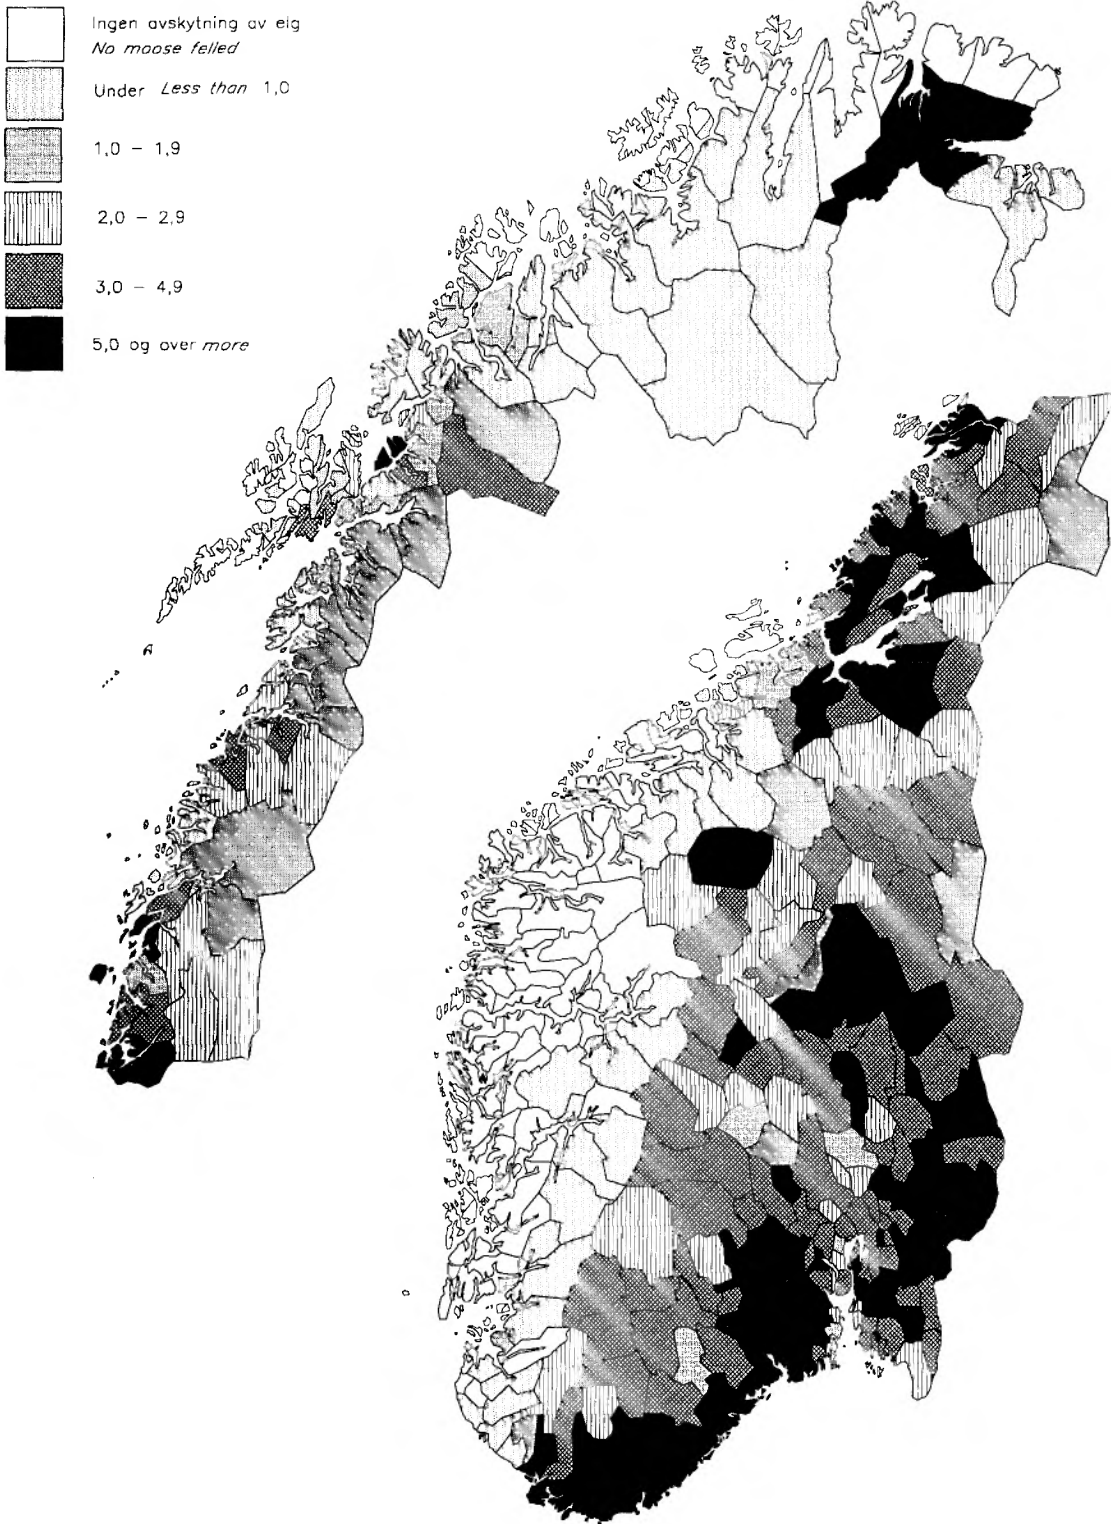 Ingen avskytning av elg
No moose felled
Under Less than 1,0
1,0 – 1,9
2,0 – 2,9
3,0 – 4,9
5,0 og over more